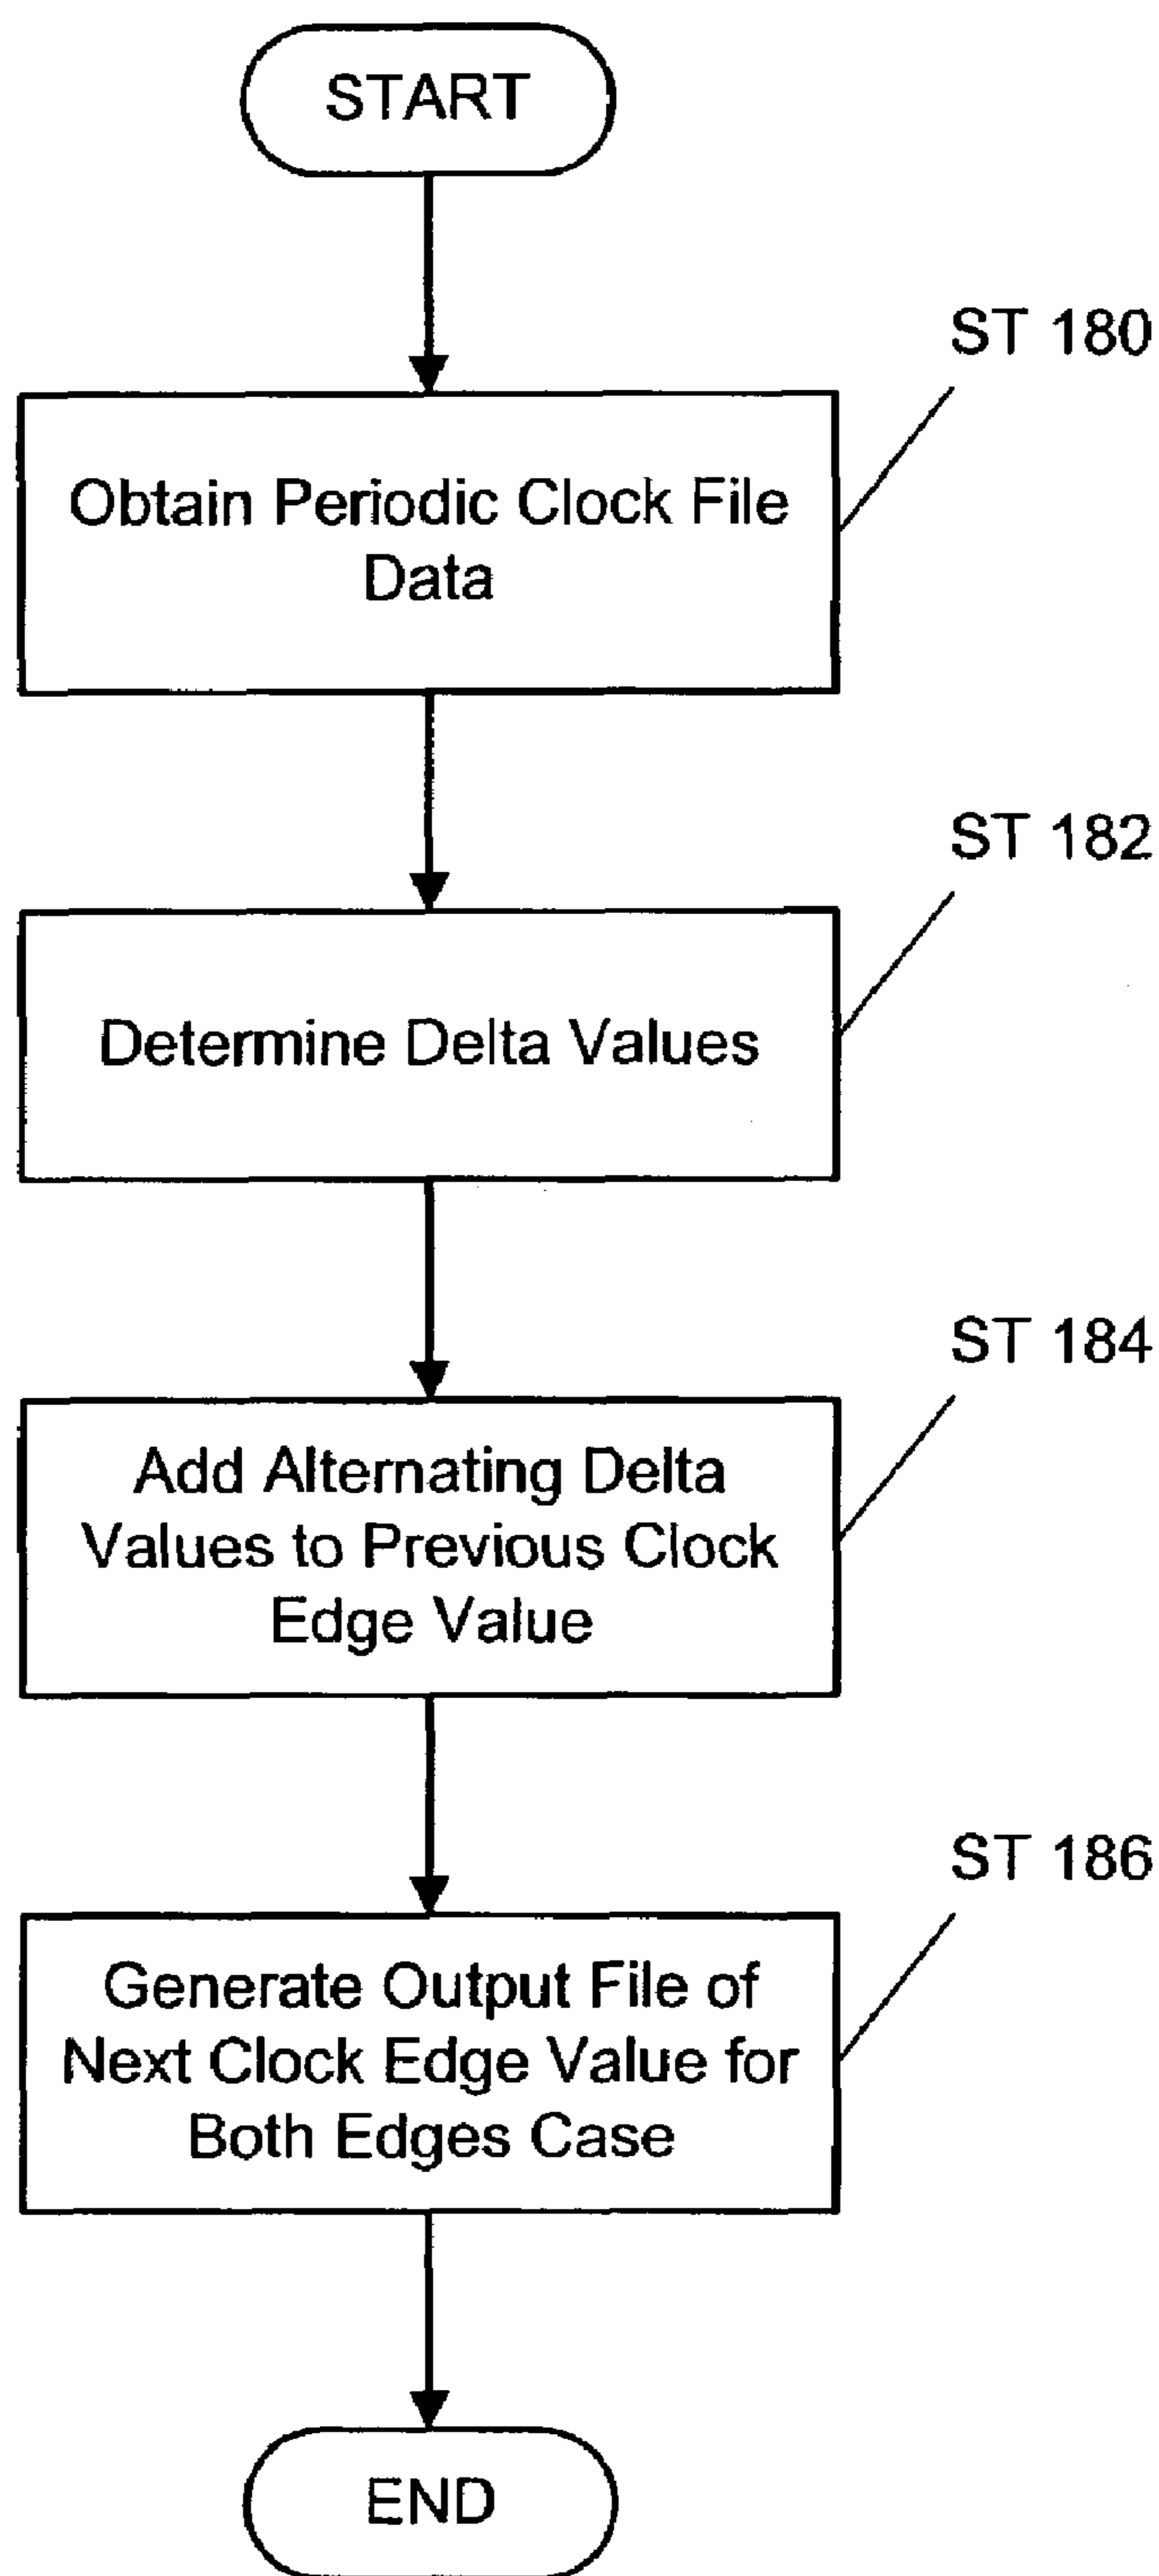 START
ST 180
Obtain Periodic Clock File
Data
ST 182
Determine Delta Values
ST 184
Add Alternating Delta
Values to Previous Clock
Edge Value
ST 186
Generate Output File of
Next Clock Edge Value for
Both Edges Case
END